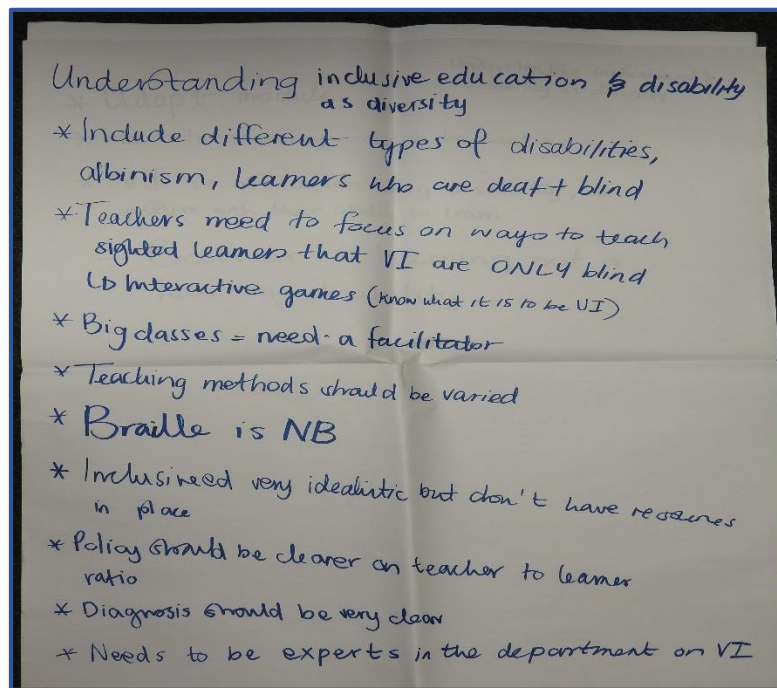 Understanding inclusive education & disability
as diversity
* Include different types of disabilities,
albinism, learners who are deaf + blind
* Teachers need to focus on ways to teach
sighted learners that VI are ONLY blind
↳ Interactive games (know what it is to be VI)
* Big classes = need a facilitator
* Teaching methods should be varied
* Braille is NB
* Inclusineed very idealistic but don't have resources
in place
* Policy should be clearer on teacher to learner
ratio
* Diagnosis should be very clear
* Needs to be experts in the department on VI